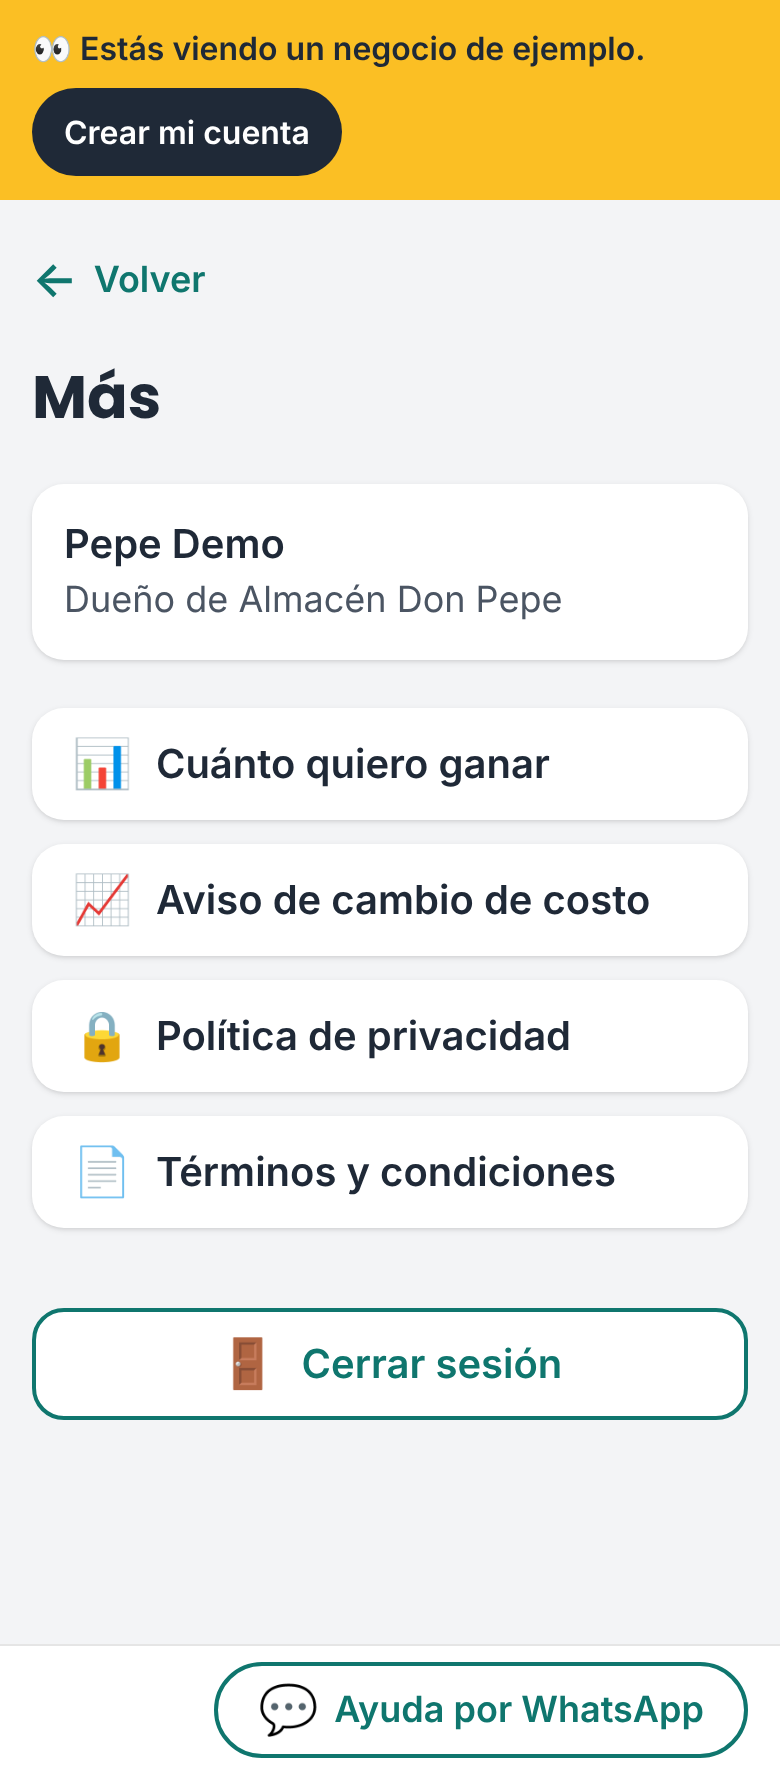 👀 Estás viendo un negocio de ejemplo.
Crear mi cuenta
← Volver
Más
Pepe Demo
Dueño de Almacén Don Pepe
📊 Cuánto quiero ganar
📈 Aviso de cambio de costo
🔒 Política de privacidad
📄 Términos y condiciones
🚪 Cerrar sesión
💬 Ayuda por WhatsApp